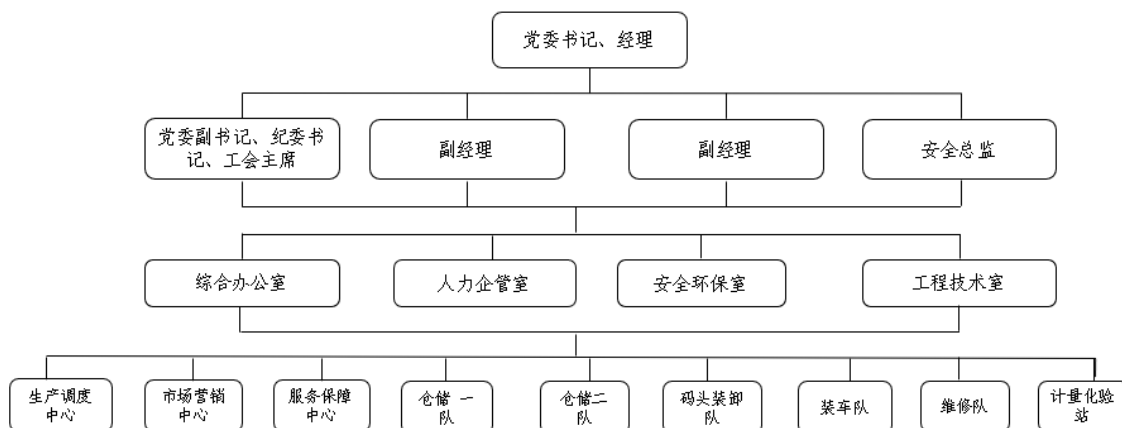 党委书记、经理
党委副书记、纪委书
记、工会主席
副经理
副经理
安全总监
综合办公室
人力企管室
安全环保室
工程技术室
生产调度
中心
市场营销
中心
服务保障
中心
仓储 一
队
仓储二
队
码头装卸
队
装车队
维修队
计量化验
站